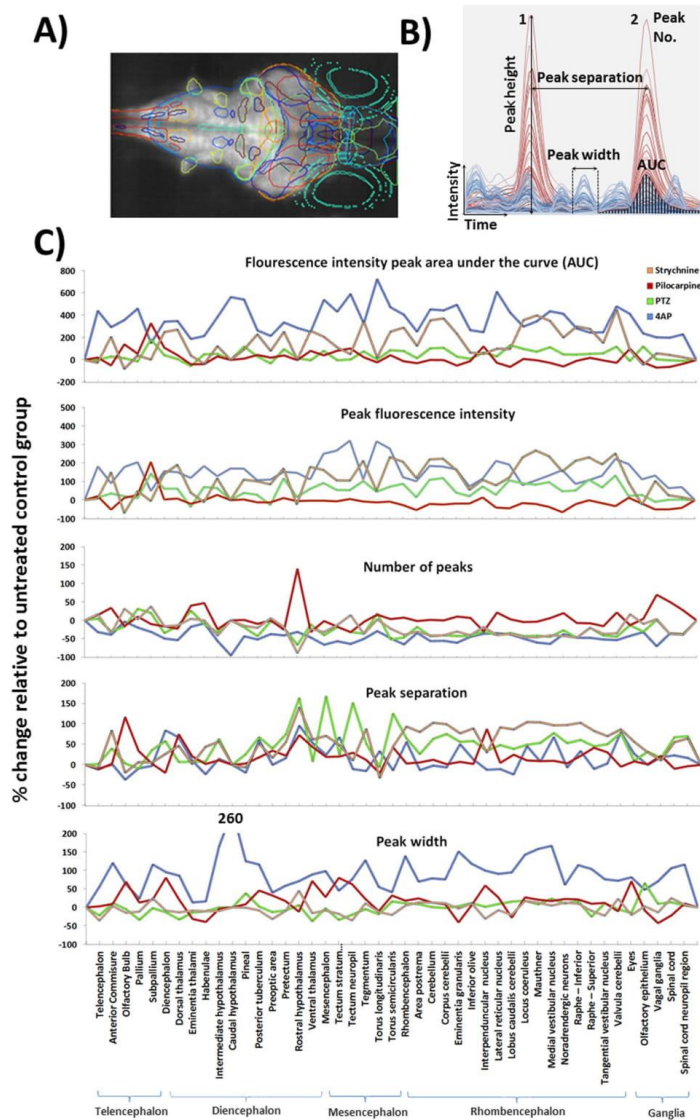 A)
B)
1
2
Peak
No.
Peak height
Peak separation
Peak width
AUC
Intensity
Time
C)
% change relative to untreated control group
Flourescence intensity peak area under the curve (AUC)
Strychnine
Pilocarpine
PTZ
4AP
800
600
400
200
0
-200
Peak fluorescence intensity
500
400
300
200
100
0
-100
Number of peaks
200
150
100
50
0
-50
-100
Peak separation
200
150
100
50
0
-50
-100
260
Peak width
200
150
100
50
0
-50
-100
Telencephalon
Anterior Commisure
Olfactory Bulb
Pallium
Subpallium
Diencephalon
Dorsal thalamus
Eminentia thalami
Habenulae
Intermediate hypothalamus
Caudal hypothalamus
Pineal
Posterior tuberculum
Preoptic area
Pretectum
Rostral hypothalamus
Ventral thalamus
Mesencephalon
Tectum stratum...
Tectum neuropil
Tegmentum
Torus longitudinaris
Torus semicircularis
Rhombencephalon
Area postrema
Cerebellum
Corpus cerebelli
Eminentia granularis
Inferior olive
Interpenduncular nucleus
Lateral reticular nucleus
Lobus caudalis cerebelli
Locus coeruleus
Mauthner
Medial vestibular nucleus
Noradrendergic neurons
Raphe – Inferior
Raphe – Superior
Tangential vestibular nucleus
Valvula cerebelli
Eyes
Olfactory epithelium
Vagal ganglia
Spinal cord
Spinal cord neuropil region
Telencephalon
Diencephalon
Mesencephalon
Rhombencephalon
Ganglia